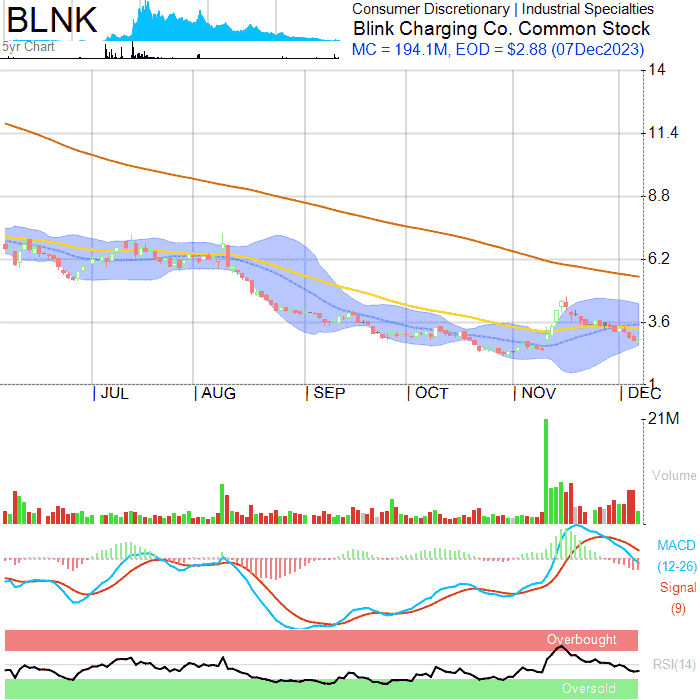 BLNK
5yr Chart
Consumer Discretionary | Industrial Specialties
Blink Charging Co. Common Stock
MC = 194.1M, EOD = $2.88 (07Dec2023)
14
11.4
8.8
6.2
3.6
1
JUL
AUG
SEP
OCT
NOV
DEC
21M
Volume
MACD
(12-26)
Signal
(9)
Overbought
RSI(14)
Oversold